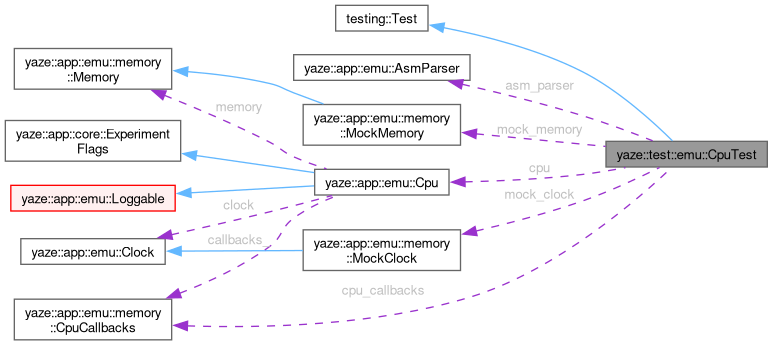 testing::Test
yaze::app::emu::memory
::Memory
yaze::app::emu::AsmParser
asm_parser
memory
yaze::app::emu::memory
::MockMemory
mock_memory
yaze::app::core::Experiment
Flags
yaze::test::emu::CpuTest
cpu
yaze::app::emu::Cpu
yaze::app::emu::Loggable
mock_clock
clock
callbacks
yaze::app::emu::Clock
yaze::app::emu::memory
::MockClock
cpu_callbacks
yaze::app::emu::memory
::CpuCallbacks